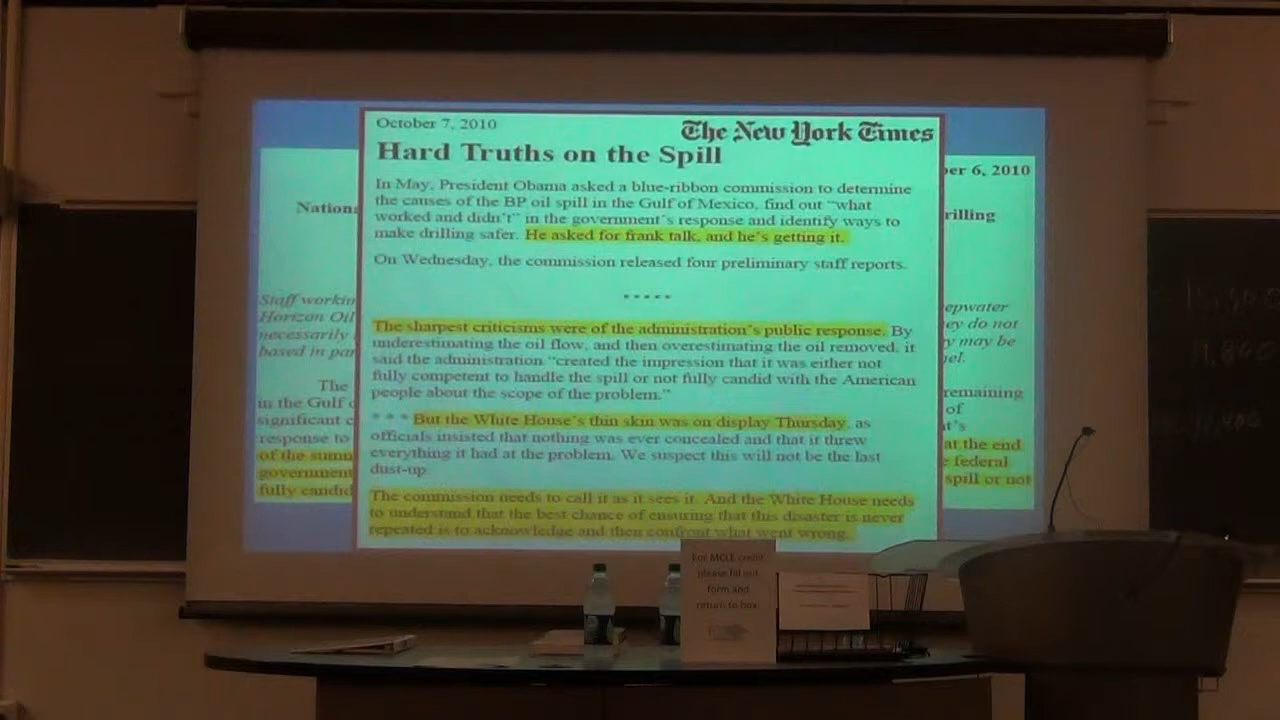 October 7, 2010
The New York Times
Hard Truths on the Spill
In May, President Obama asked a blue-ribbon commission to determine
the causes of the BP oil spill in the Gulf of Mexico, find out “what
worked and didn’t” in the government’s response and identify ways to
make drilling safer. He asked for frank talk, and he’s getting it.
On Wednesday, the commission released four preliminary staff reports.
*****
The sharpest criticisms were of the administration’s public response. By
underestimating the oil flow, and then overestimating the oil removed, it
said the administration “created the impression that it was either not
fully competent to handle the spill or not fully candid with the American
people about the scope of the problem.”
* * * But the White House’s thin skin was on display Thursday, as
officials insisted that nothing was ever concealed and that it threw
everything it had at the problem. We suspect this will not be the last
dust-up.
The commission needs to call it as it sees it. And the White House needs
to understand that the best chance of ensuring that this disaster is never
repeated is to acknowledge and then confront what went wrong.
Nationa
Staff workin
Horizon Oil
necessarily
based in par
The
in the Gulf o
significant c
response to
of the summ
government
fully candid
er 6, 2010
rilling
epwater
ey do not
y may be
el.
remaining
of
t’s
at the end
e federal
spill or not
For MCLE credit
please fill out
form and
return to box.